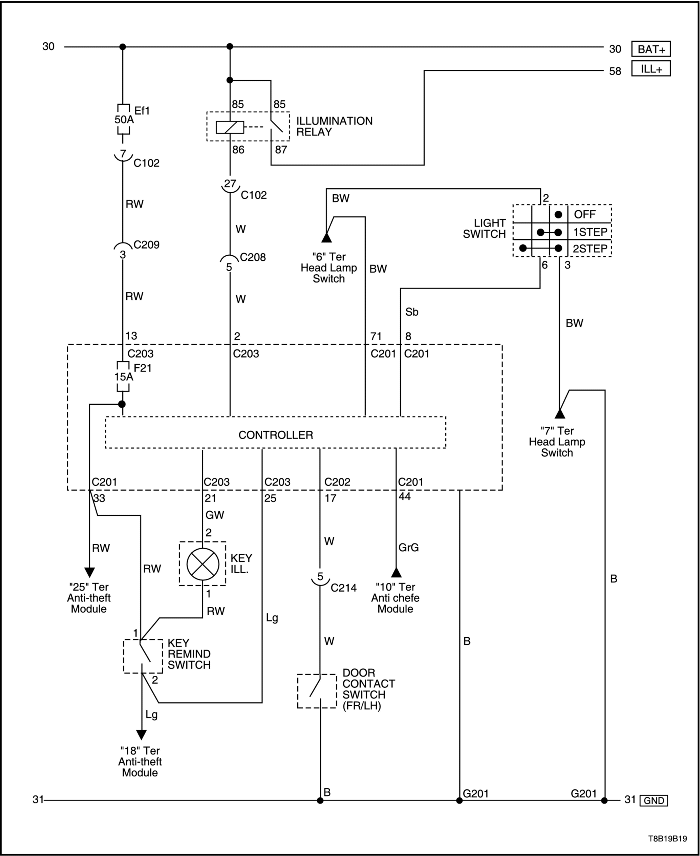 30
30 BAT+
58 ILL+
Ef1
50A
85 85
ILLUMINATION
RELAY
86 87
7
C102
27
C102
RW
W
C209
3
C208
5
RW
W
BW
"6" Ter
Head Lamp
Switch
BW
2
LIGHT
SWITCH
OFF
1STEP
2STEP
6 3
Sb
BW
"7" Ter
Head Lamp
Switch
13 2 71 8
C203 C203 C201 C201
F21
15A
CONTROLLER
C201 C203 C203 C202 C201
33 21 25 17 44
GW
2
KEY
ILL.
1
RW
RW
RW
"25" Ter
Anti-theft
Module
Lg
W
5
C214
W
GrG
"10" Ter
Anti chefe
Module
B
B
1
KEY
REMIND
SWITCH
2
Lg
"18" Ter
Anti-theft
Module
DOOR
CONTACT
SWITCH
(FR/LH)
31
B
G201
G201
31 GND
T8B19B19